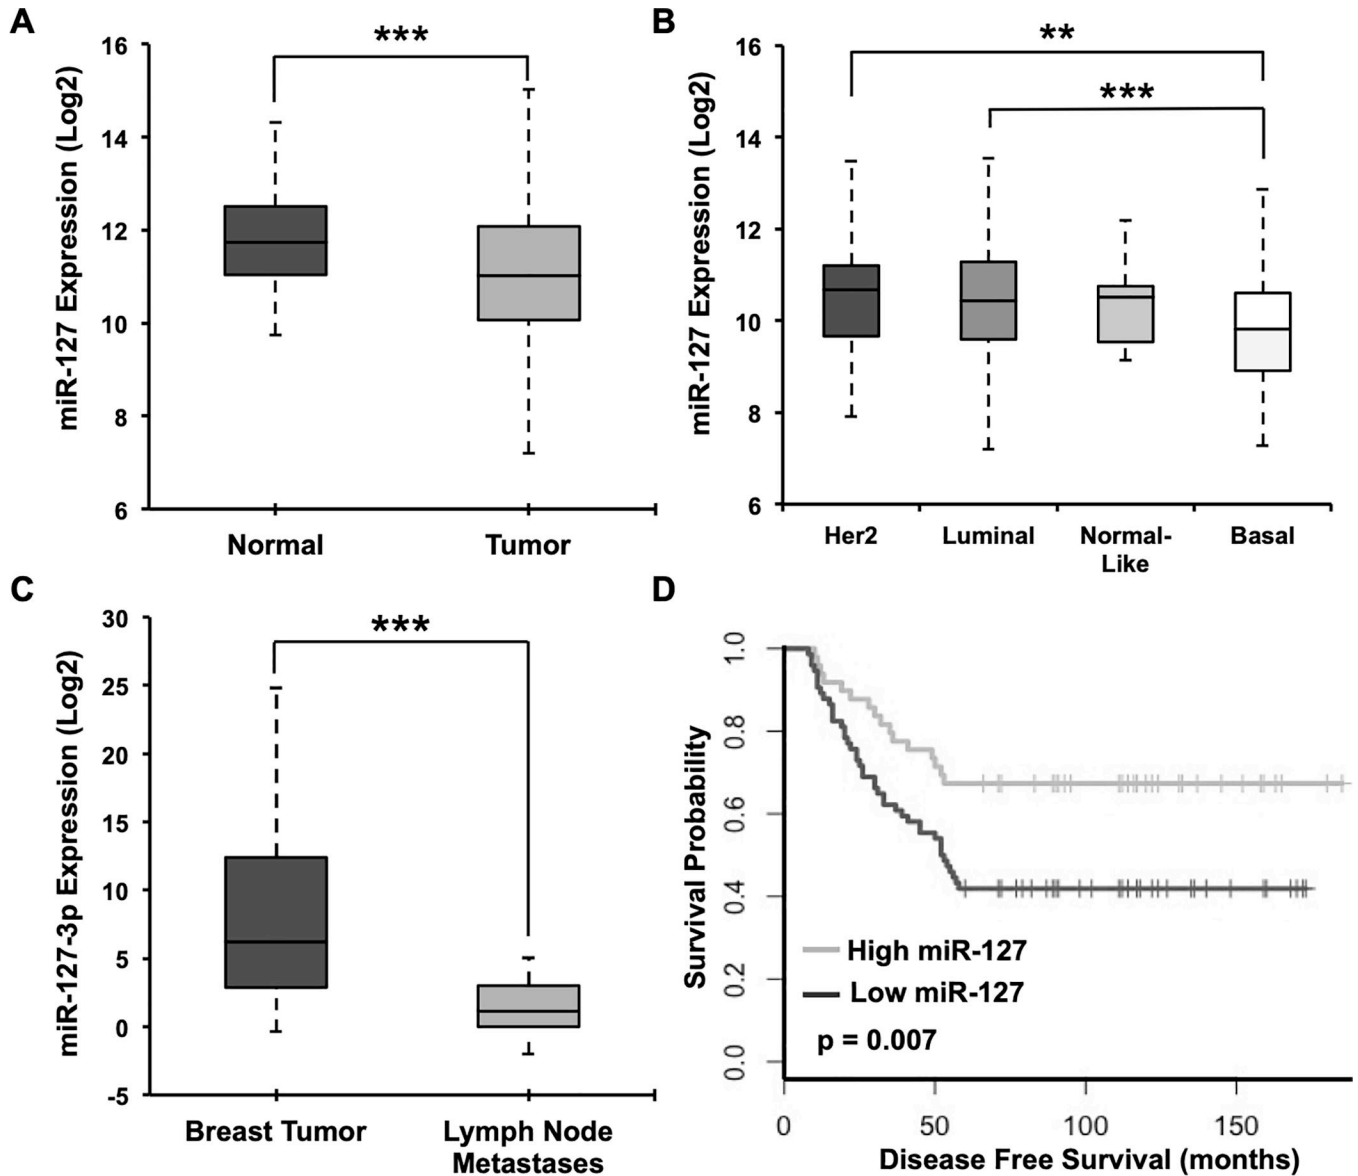 A
miR-127 Expression (Log2)
16
14
12
10
8
6
***
Normal
Tumor
B
miR-127 Expression (Log2)
16
14
12
10
8
6
**
***
Her2
Luminal
Normal-
Like
Basal
C
miR-127-3p Expression (Log2)
30
25
20
15
10
5
0
-5
***
Breast Tumor
Lymph Node
Metastases
D
Survival Probability
1.0
0.8
0.6
0.4
0.2
0.0
High miR-127
Low miR-127
p = 0.007
0
50
100
150
Disease Free Survival (months)